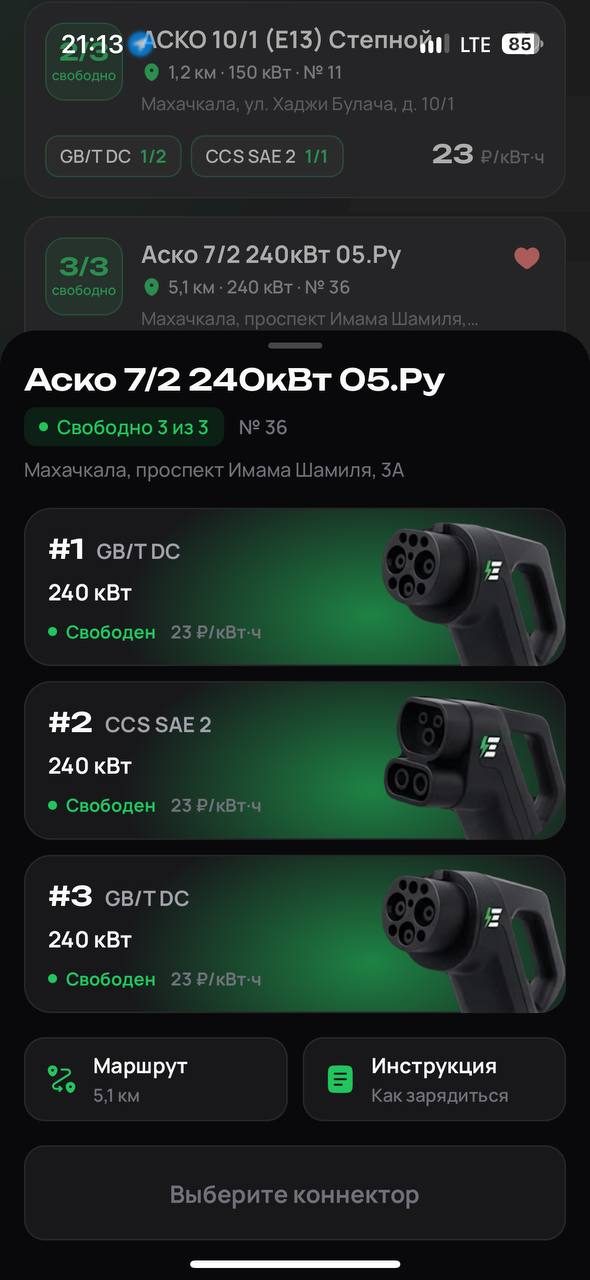 21:13
LTE 85
2/3
свободно
АСКО 10/1 (E13) Степной
1,2 км · 150 кВт · № 11
Махачкала, ул. Хаджи Булача, д. 10/1
GB/T DC 1/2
CCS SAE 2 1/1
23 ₽/кВт·ч
3/3
свободно
Аско 7/2 240кВт 05.Ру
5,1 км · 240 кВт · № 36
Махачкала, проспект Имама Шамиля,...
Аско 7/2 240кВт 05.Ру
Свободно 3 из 3 № 36
Махачкала, проспект Имама Шамиля, 3А
#1 GB/T DC
240 кВт
Свободен 23 ₽/кВт·ч
#2 CCS SAE 2
240 кВт
Свободен 23 ₽/кВт·ч
#3 GB/T DC
240 кВт
Свободен 23 ₽/кВт·ч
Маршрут
5,1 км
Инструкция
Как зарядиться
Выберите коннектор